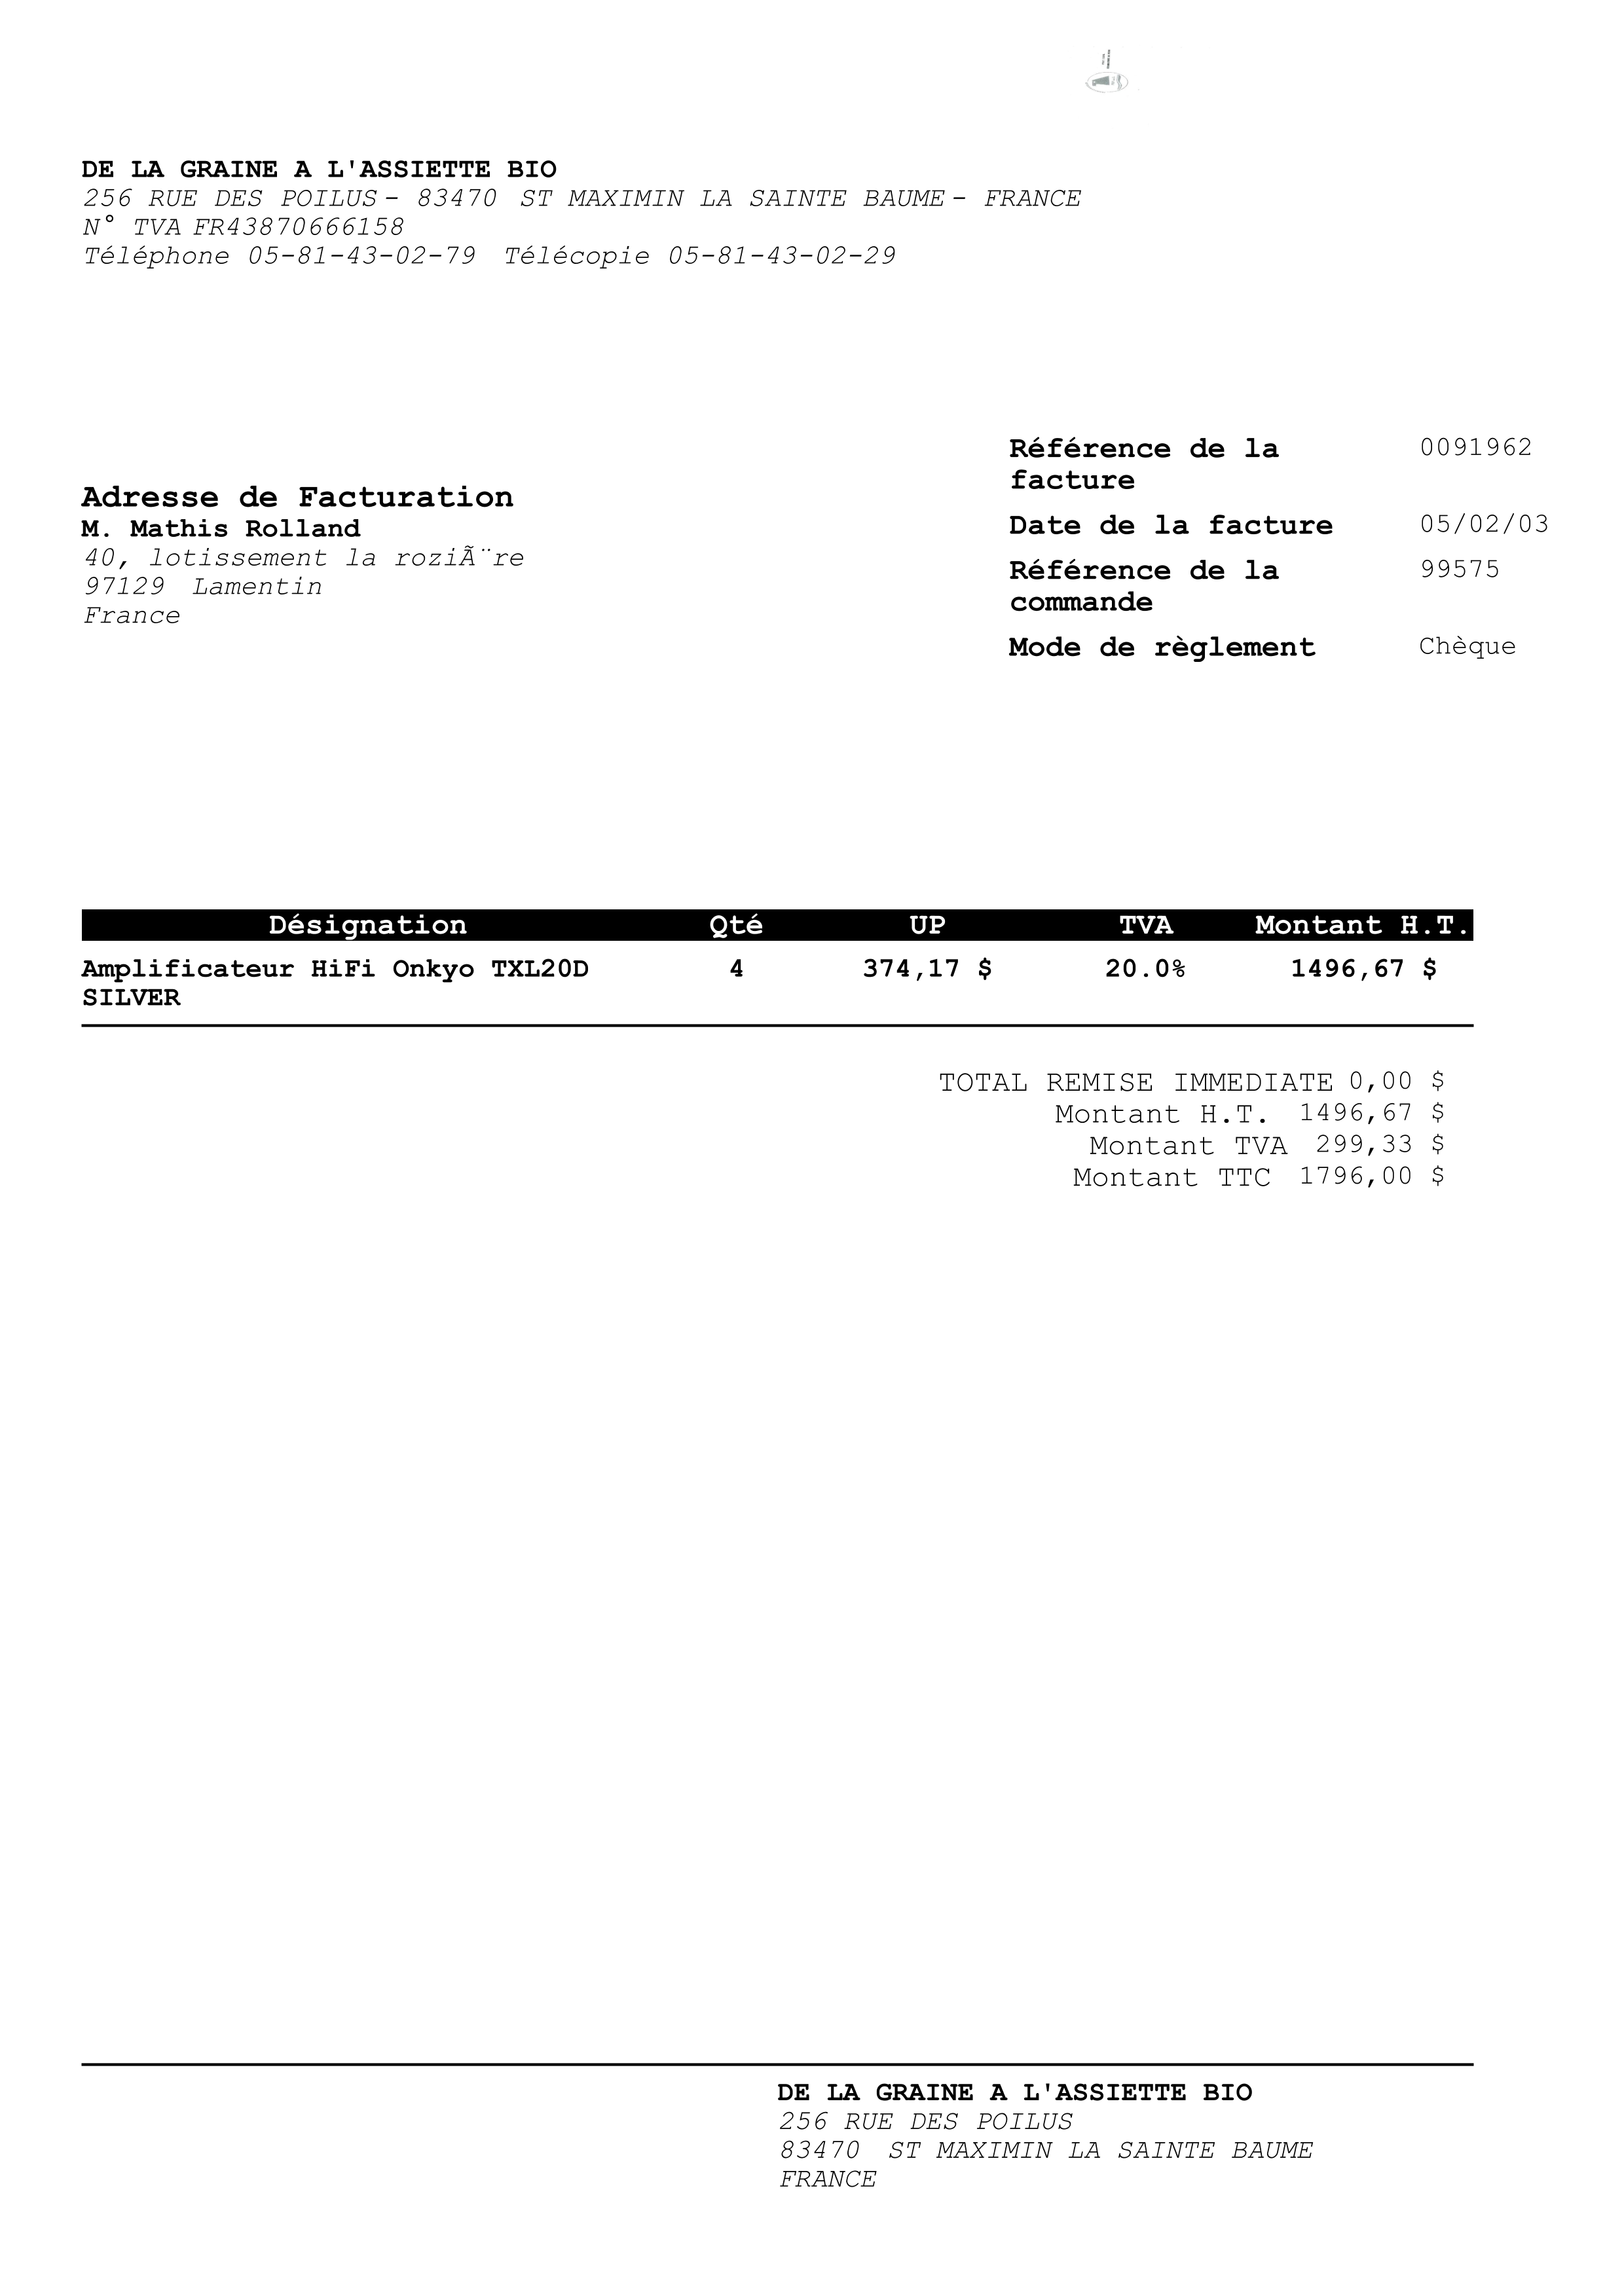 DE LA GRAINE A L'ASSIETTE BIO
256 RUE DES POILUS - 83470 ST MAXIMIN LA SAINTE BAUME - FRANCE
N° TVA FR43870666158
Téléphone 05-81-43-02-79 Télécopie 05-81-43-02-29
Référence de la facture 0091962
Date de la facture 05/02/03
Référence de la commande 99575
Mode de règlement Chèque
Adresse de Facturation
M. Mathis Rolland
40, lotissement la roziÃ¨re
97129 Lamentin
France
Désignation Qté UP TVA Montant H.T.
Amplificateur HiFi Onkyo TXL20D 4 374,17 $ 20.0% 1496,67 $
SILVER
TOTAL REMISE IMMEDIATE 0,00 $
Montant H.T. 1496,67 $
Montant TVA 299,33 $
Montant TTC 1796,00 $
DE LA GRAINE A L'ASSIETTE BIO
256 RUE DES POILUS
83470 ST MAXIMIN LA SAINTE BAUME
FRANCE